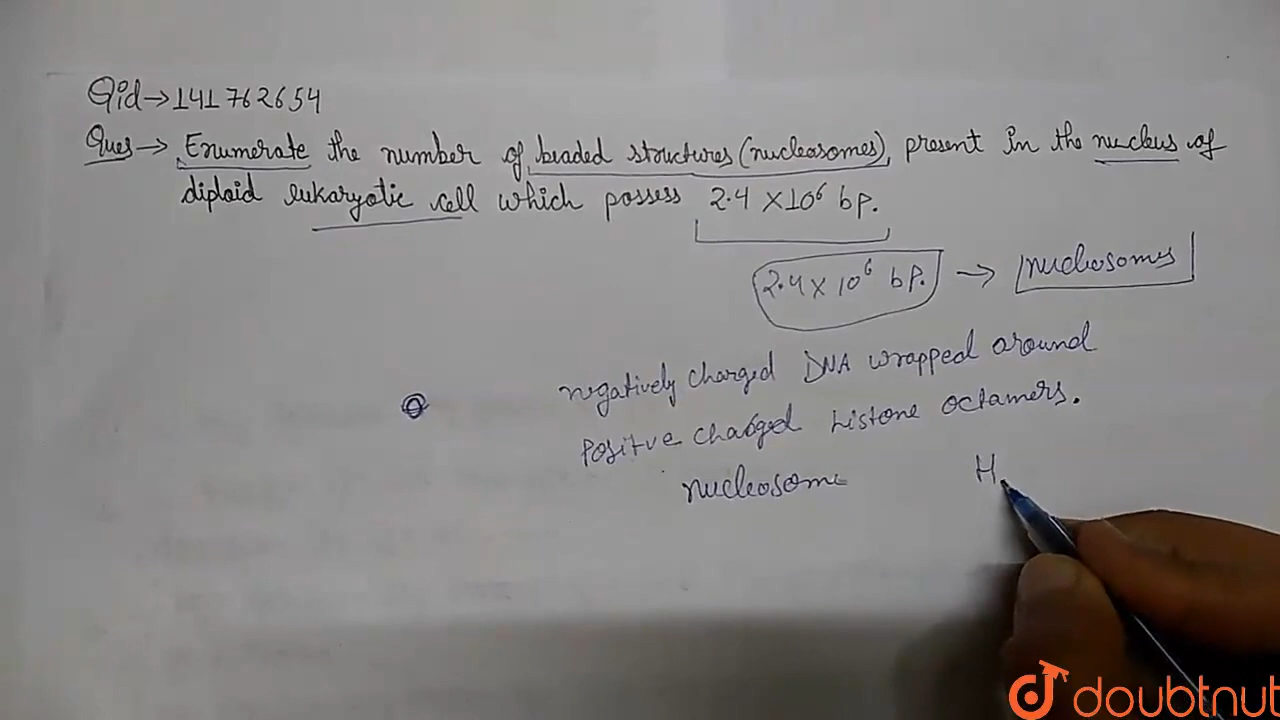 Qid→141762654
Ques→ Enumerate the number of beaded structures (nucleosomes), present in the nucleus of
diploid eukaryotic cell which possess 2.4 × 10⁶ bp.
2.4 × 10⁶ bp. → nucleosomes
negatively charged DNA wrapped around
Positve charged histone octamers.
nucleosome H
doubtnut